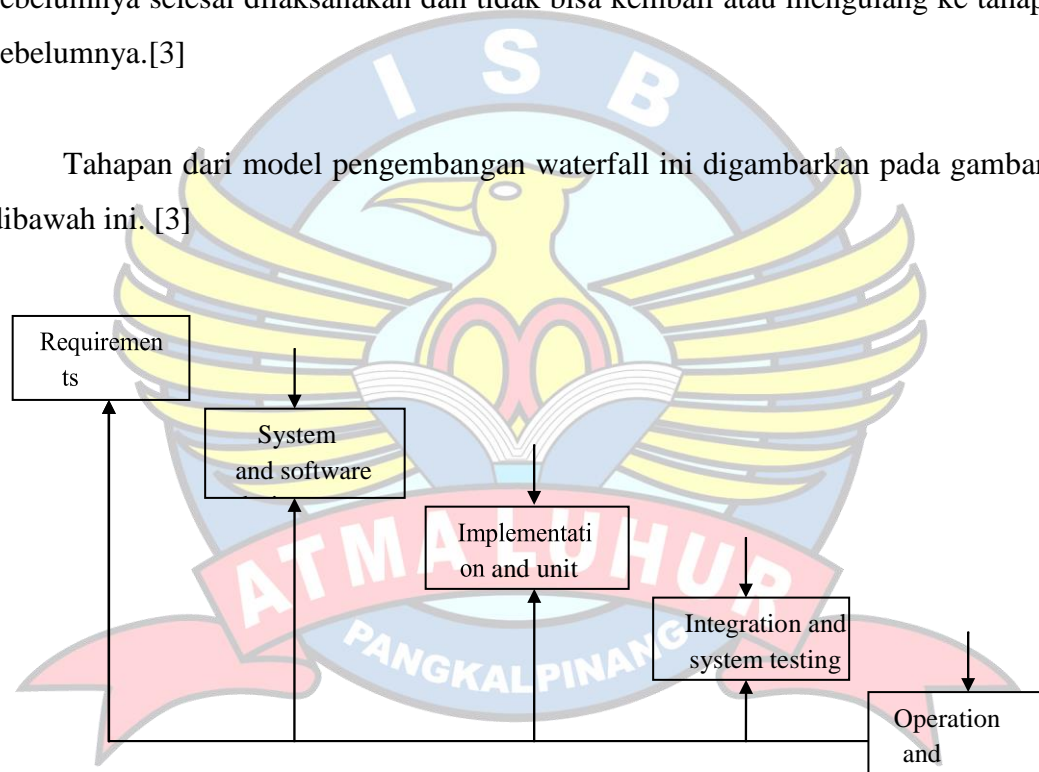 sebelumnya selesai dilaksanakan dan tidak bisa kembali atau mengulang ke tahap
sebelumnya.[3]
I S B
Tahapan dari model pengembangan waterfall ini digambarkan pada gambar
dibawah ini. [3]
Requiremen
ts
System
and software
Implementati
on and unit
ATMA LUHUR
Integration and
system testing
PANGKALPINANG
Operation
and